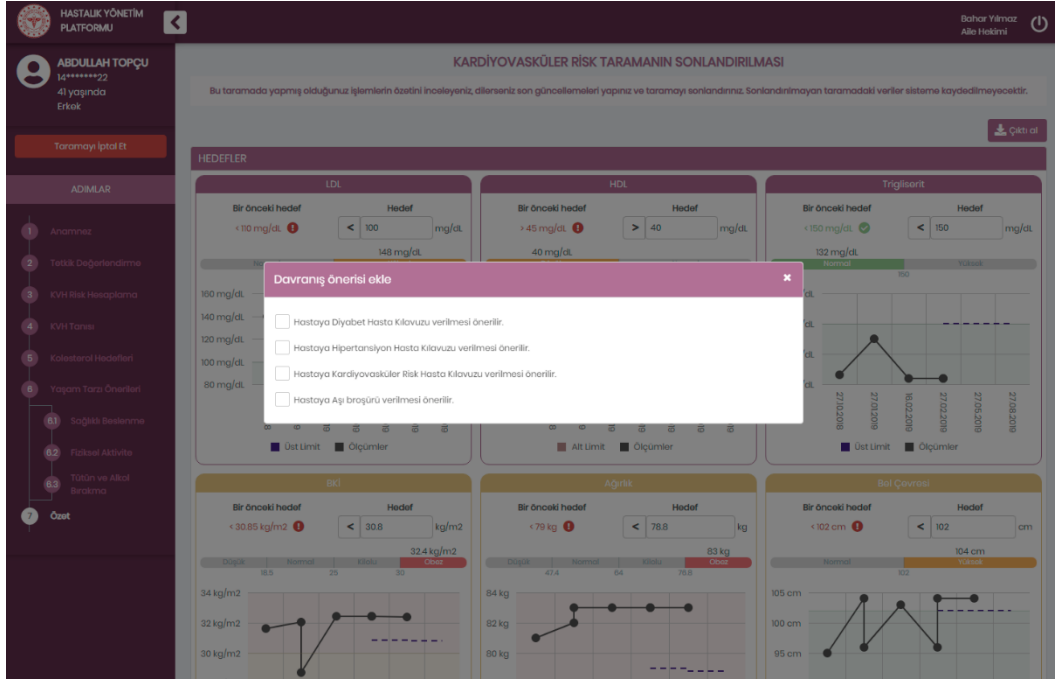 HASTALIK YÖNETİM
PLATFORMU
Bahar Yılmaz
Aile Hekimi
ABDULLAH TOPÇU
14*******22
41 yaşında
Erkek
Taramayı İptal Et
ADIMLAR
1 Anamnez
2 Tetkik Değerlendirme
3 KVH Risk Hesaplama
4 KVH Tanısı
5 Kolesterol Hedefleri
6 Yaşam Tarzı Önerileri
6.1 Sağlıklı Beslenme
6.2 Fiziksel Aktivite
6.3 Tütün ve Alkol
Bırakma
7 Özet
KARDİYOVASKÜLER RİSK TARAMANIN SONLANDIRILMASI
Bu taramada yapmış olduğunuz işlemlerin özetini inceleyeniz, dilerseniz son güncellemeleri yapınız ve taramayı sonlandırınız. Sonlandırılmayan taramadaki veriler sisteme kaydedilmeyecektir.
Çıktı al
HEDEFLER
LDL
Bir önceki hedef Hedef
<110 mg/dL < 100 mg/dL
148 mg/dL
160 mg/dL
140 mg/dL
120 mg/dL
100 mg/dL
80 mg/dL
Üst Limit Ölçümler
HDL
Bir önceki hedef Hedef
> 45 mg/dL > 40 mg/dL
40 mg/dL
Alt Limit Ölçümler
Trigliserit
Bir önceki hedef Hedef
<150 mg/dL < 150 mg/dL
132 mg/dL
Normal Yüksek
150
27.10.2018 27.01.2019 16.02.2019 27.02.2019 27.05.2019 27.08.2019
Üst Limit Ölçümler
Davranış önerisi ekle ×
Hastaya Diyabet Hasta Kılavuzu verilmesi önerilir.
Hastaya Hipertansiyon Hasta Kılavuzu verilmesi önerilir.
Hastaya Kardiyovasküler Risk Hasta Kılavuzu verilmesi önerilir.
Hastaya Aşı broşürü verilmesi önerilir.
BKİ
Bir önceki hedef Hedef
< 30.85 kg/m2 < 30.8 kg/m2
32.4 kg/m2
Düşük Normal Kilolu Obez
18.5 25 30
34 kg/m2
32 kg/m2
30 kg/m2
Ağırlık
Bir önceki hedef Hedef
<79 kg < 78.8 kg
83 kg
Düşük Normal Kilolu Obez
47.4 64 76.8
84 kg
82 kg
80 kg
Bel Çevresi
Bir önceki hedef Hedef
<102 cm < 102 cm
104 cm
Normal Yüksek
102
105 cm
100 cm
95 cm